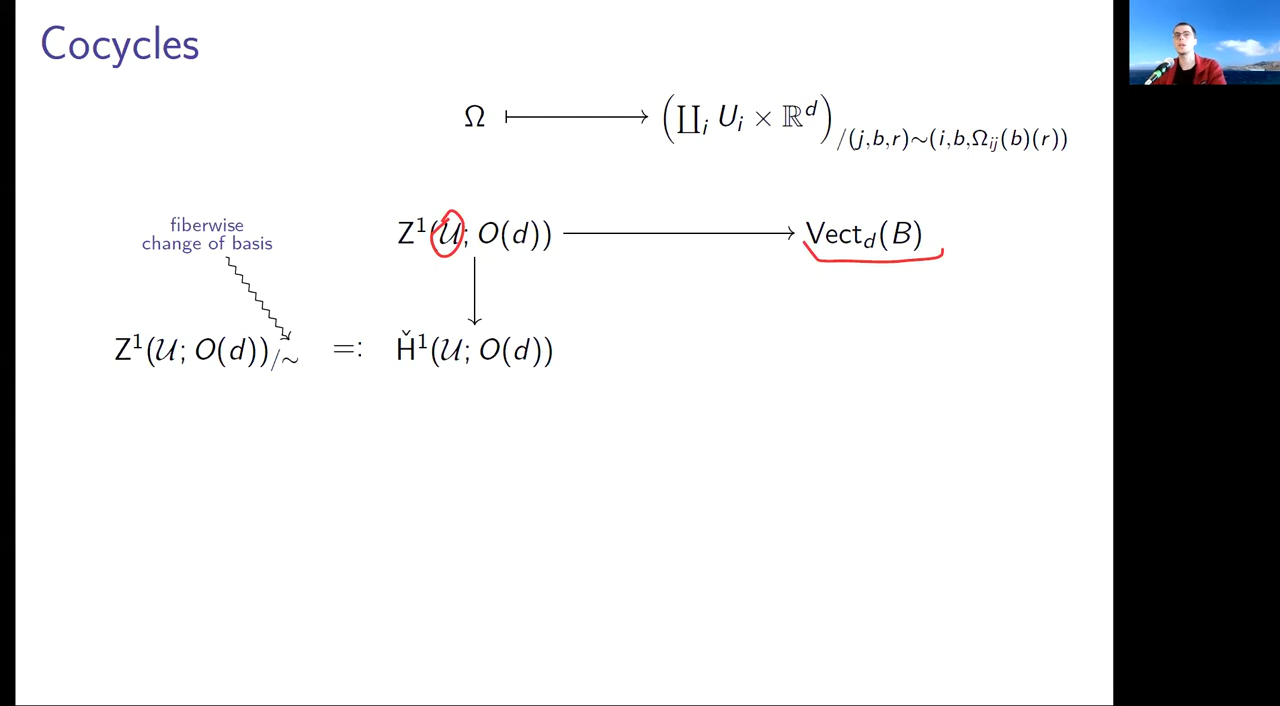 Cocycles
Ω ⟼ (∐ᵢ Uᵢ × ℝᵈ)/(j,b,r)∼(i,b,Ωᵢⱼ(b)(r))
fiberwise
change of basis
Z¹(𝒰; O(d)) ⟶ Vect_d(B)
Z¹(𝒰; O(d))/∼ =: Ȟ¹(𝒰; O(d))